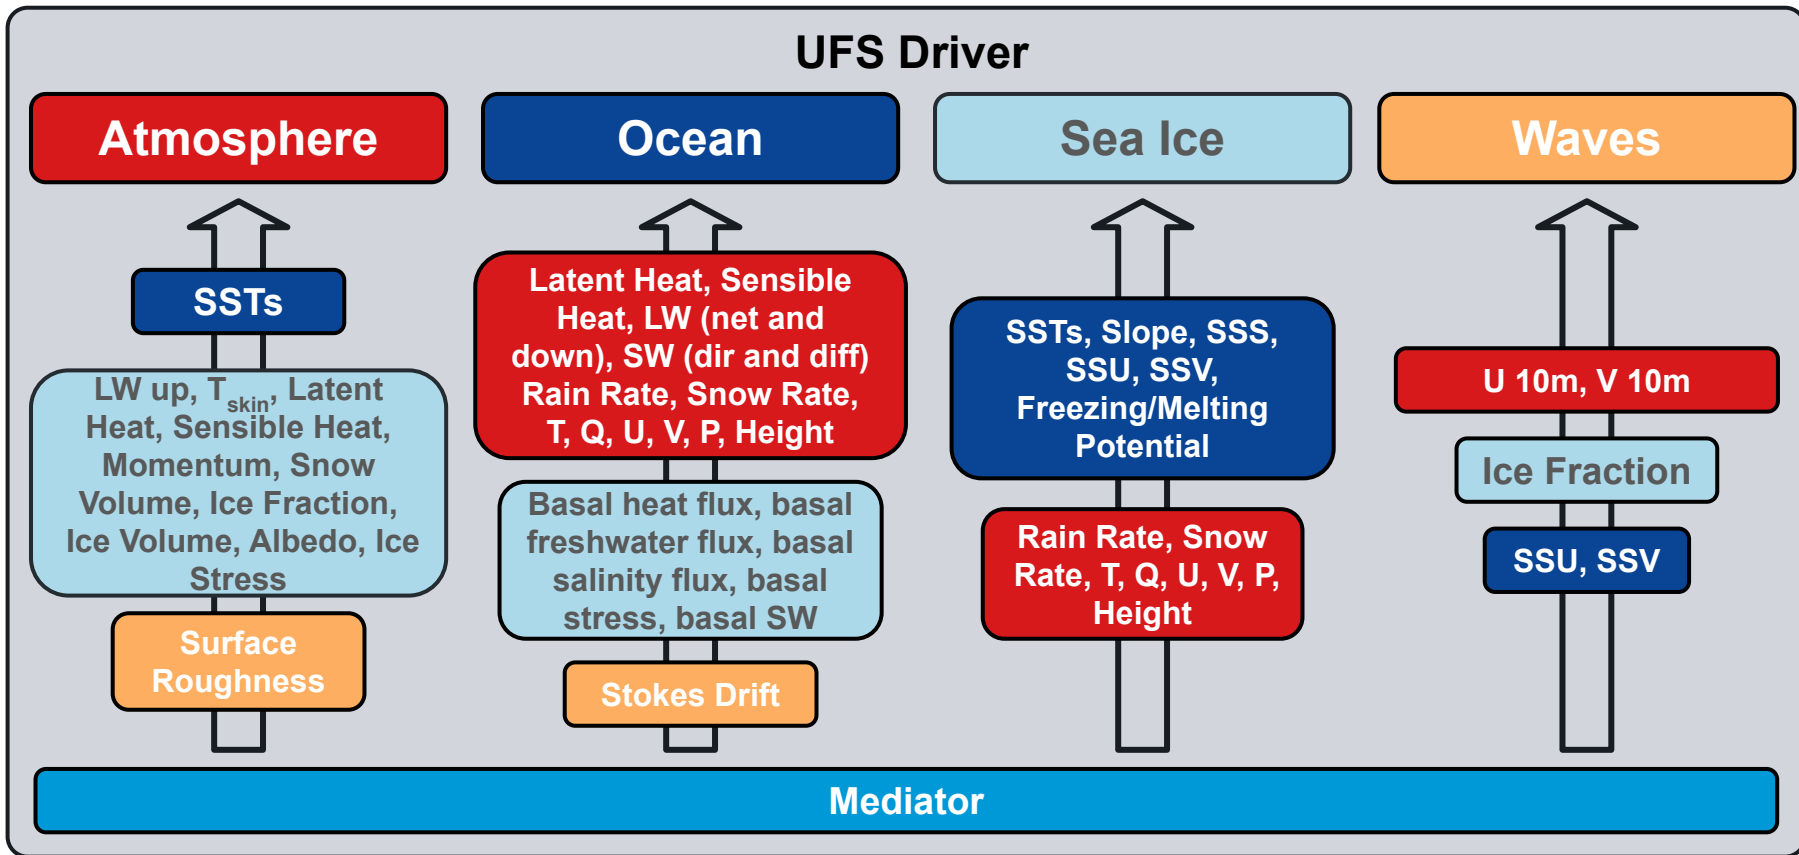 UFS Driver
Atmosphere
Ocean
Sea Ice
Waves
SSTs
LW up, Tskin, Latent
Heat, Sensible Heat,
Momentum, Snow
Volume, Ice Fraction,
Ice Volume, Albedo, Ice
Stress
Surface
Roughness
Latent Heat, Sensible
Heat, LW (net and
down), SW (dir and diff)
Rain Rate, Snow Rate,
T, Q, U, V, P, Height
Basal heat flux, basal
freshwater flux, basal
salinity flux, basal
stress, basal SW
Stokes Drift
SSTs, Slope, SSS,
SSU, SSV,
Freezing/Melting
Potential
Rain Rate, Snow
Rate, T, Q, U, V, P,
Height
U 10m, V 10m
Ice Fraction
SSU, SSV
Mediator